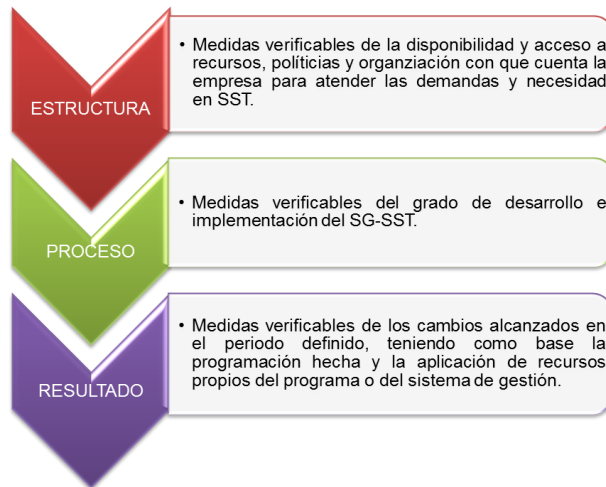 ESTRUCTURA
• Medidas verificables de la disponibilidad y acceso a
recursos, políticias y organziación con que cuenta la
empresa para atender las demandas y necesidad
en SST.
PROCESO
• Medidas verificables del grado de desarrollo e
implementación del SG-SST.
RESULTADO
• Medidas verificables de los cambios alcanzados en
el periodo definido, teniendo como base la
programación hecha y la aplicación de recursos
propios del programa o del sistema de gestión.